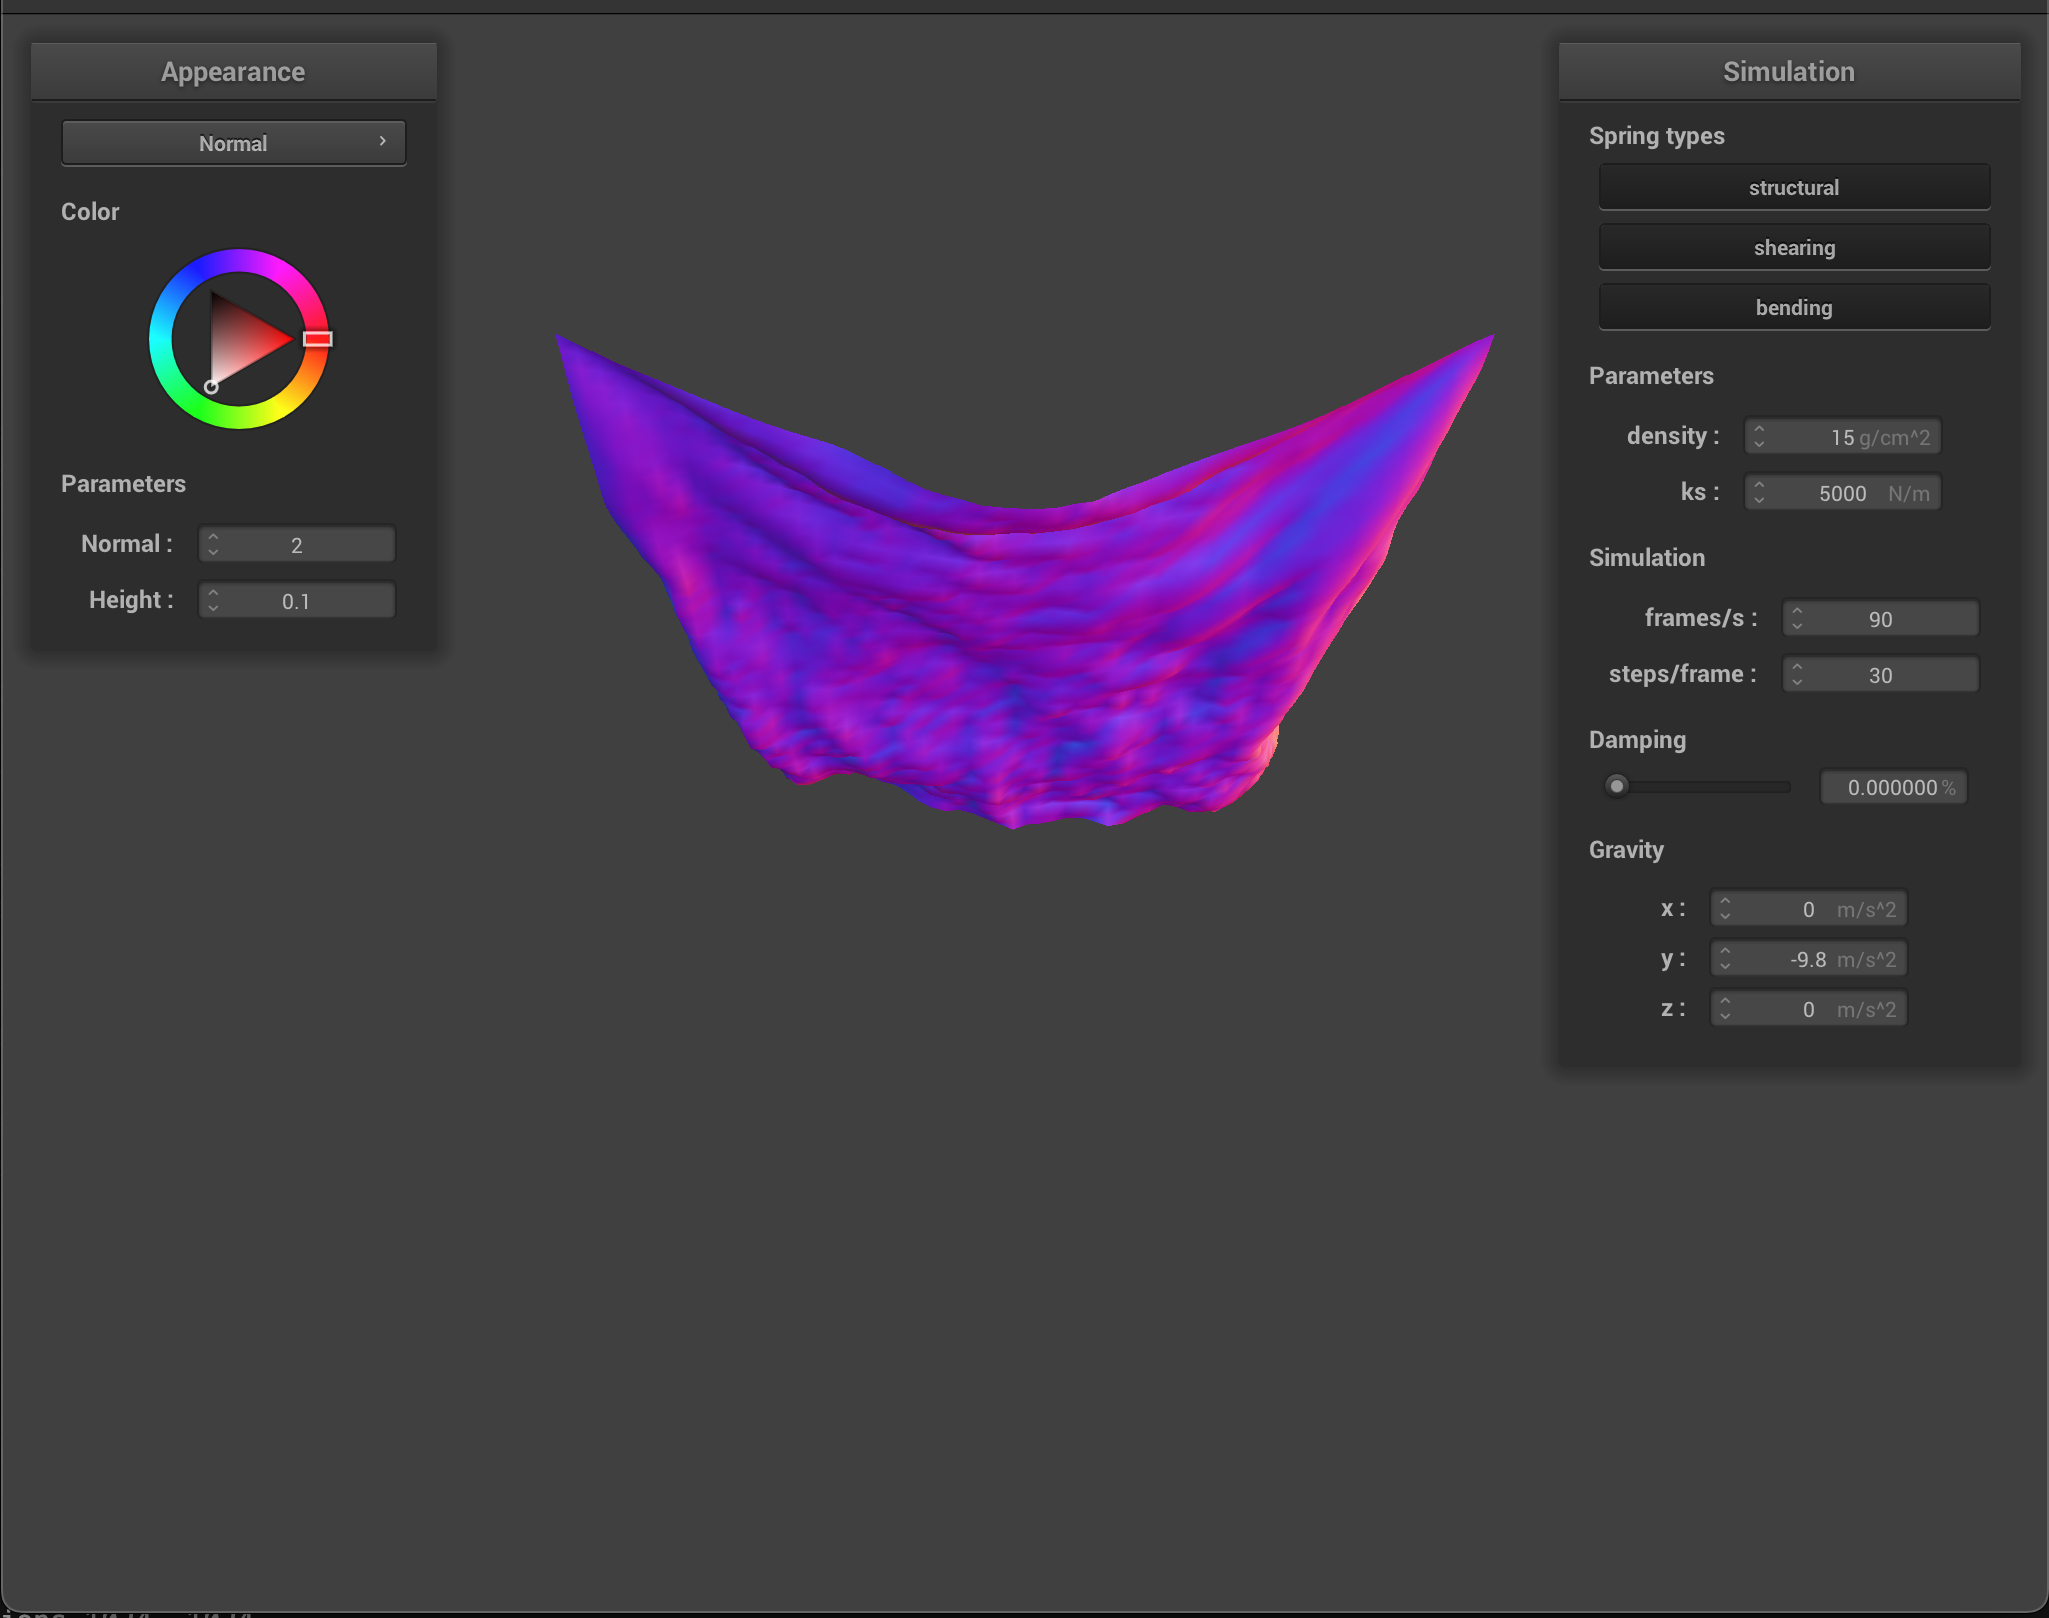 Appearance
Normal
Color
Parameters
Normal : 2
Height : 0.1
Simulation
Spring types
structural
shearing
bending
Parameters
density : 15 g/cm^2
ks : 5000 N/m
Simulation
frames/s : 90
steps/frame : 30
Damping
0.000000 %
Gravity
x : 0 m/s^2
y : -9.8 m/s^2
z : 0 m/s^2